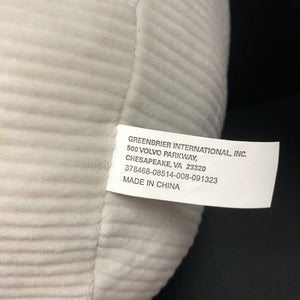 GREENBRIER INTERNATIONAL, INC.
500 VOLVO PARKWAY,
CHESAPEAKE, VA 23320
378468-08514-008-091323
MADE IN CHINA